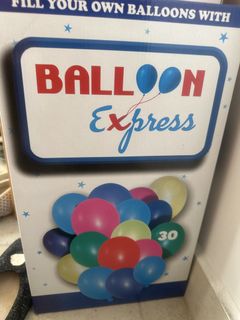 FILL YOUR OWN BALLOONS WITH
BALLOON
Express
30